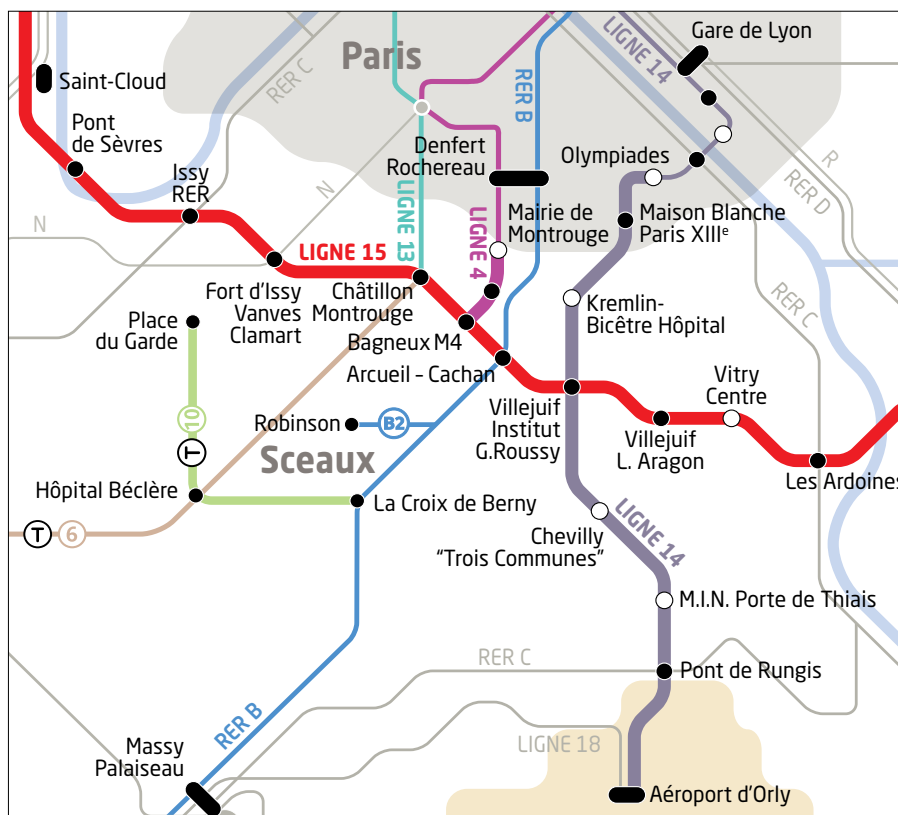 Gare de Lyon
LIGNE 14
Paris
RER B
RER C
Saint-Cloud
Pont
de Sèvres
Issy
RER
Denfert
Rochereau
Olympiades
R
RER D
N
N
LIGNE 13
LIGNE 4
Mairie de
Montrouge
Maison Blanche
Paris XIIIe
LIGNE 15
Fort d'Issy
Vanves
Clamart
Châtillon
Montrouge
Kremlin-
Bicêtre Hôpital
RER C
Place
du Garde
Bagneux M4
Arcueil – Cachan
Vitry
Centre
Villejuif
Institut
G.Roussy
Villejuif
L. Aragon
Les Ardoines
10
T
Robinson
B2
Sceaux
Hôpital Béclère
La Croix de Berny
T
6
Chevilly
"Trois Communes"
LIGNE 14
M.I.N. Porte de Thiais
RER C
Pont de Rungis
RER B
Massy
Palaiseau
LIGNE 18
Aéroport d'Orly